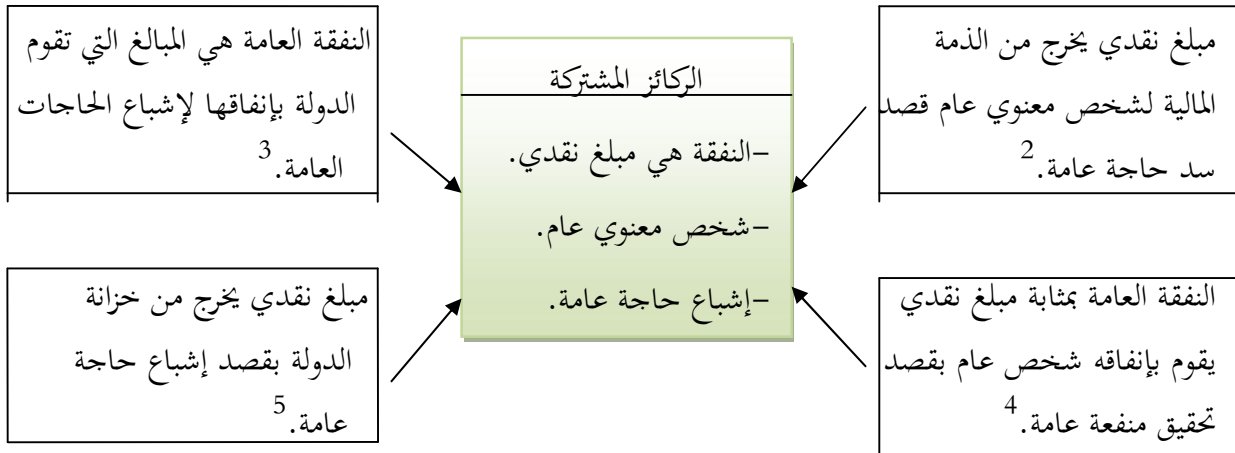 مبلغ نقدي يخرج من الذمة
المالية لشخص معنوي عام قصد
سد حاجة عامة.2
النفقة العامة هي المبالغ التي تقوم
الدولة بإنفاقها لإشباع الحاجات
العامة.3
الركائز المشتركة
-النفقة هي مبلغ نقدي.
-شخص معنوي عام.
-إشباع حاجة عامة.
النفقة العامة بمثابة مبلغ نقدي
يقوم بإنفاقه شخص عام بقصد
تحقيق منفعة عامة.4
مبلغ نقدي يخرج من خزانة
الدولة بقصد إشباع حاجة
عامة.5